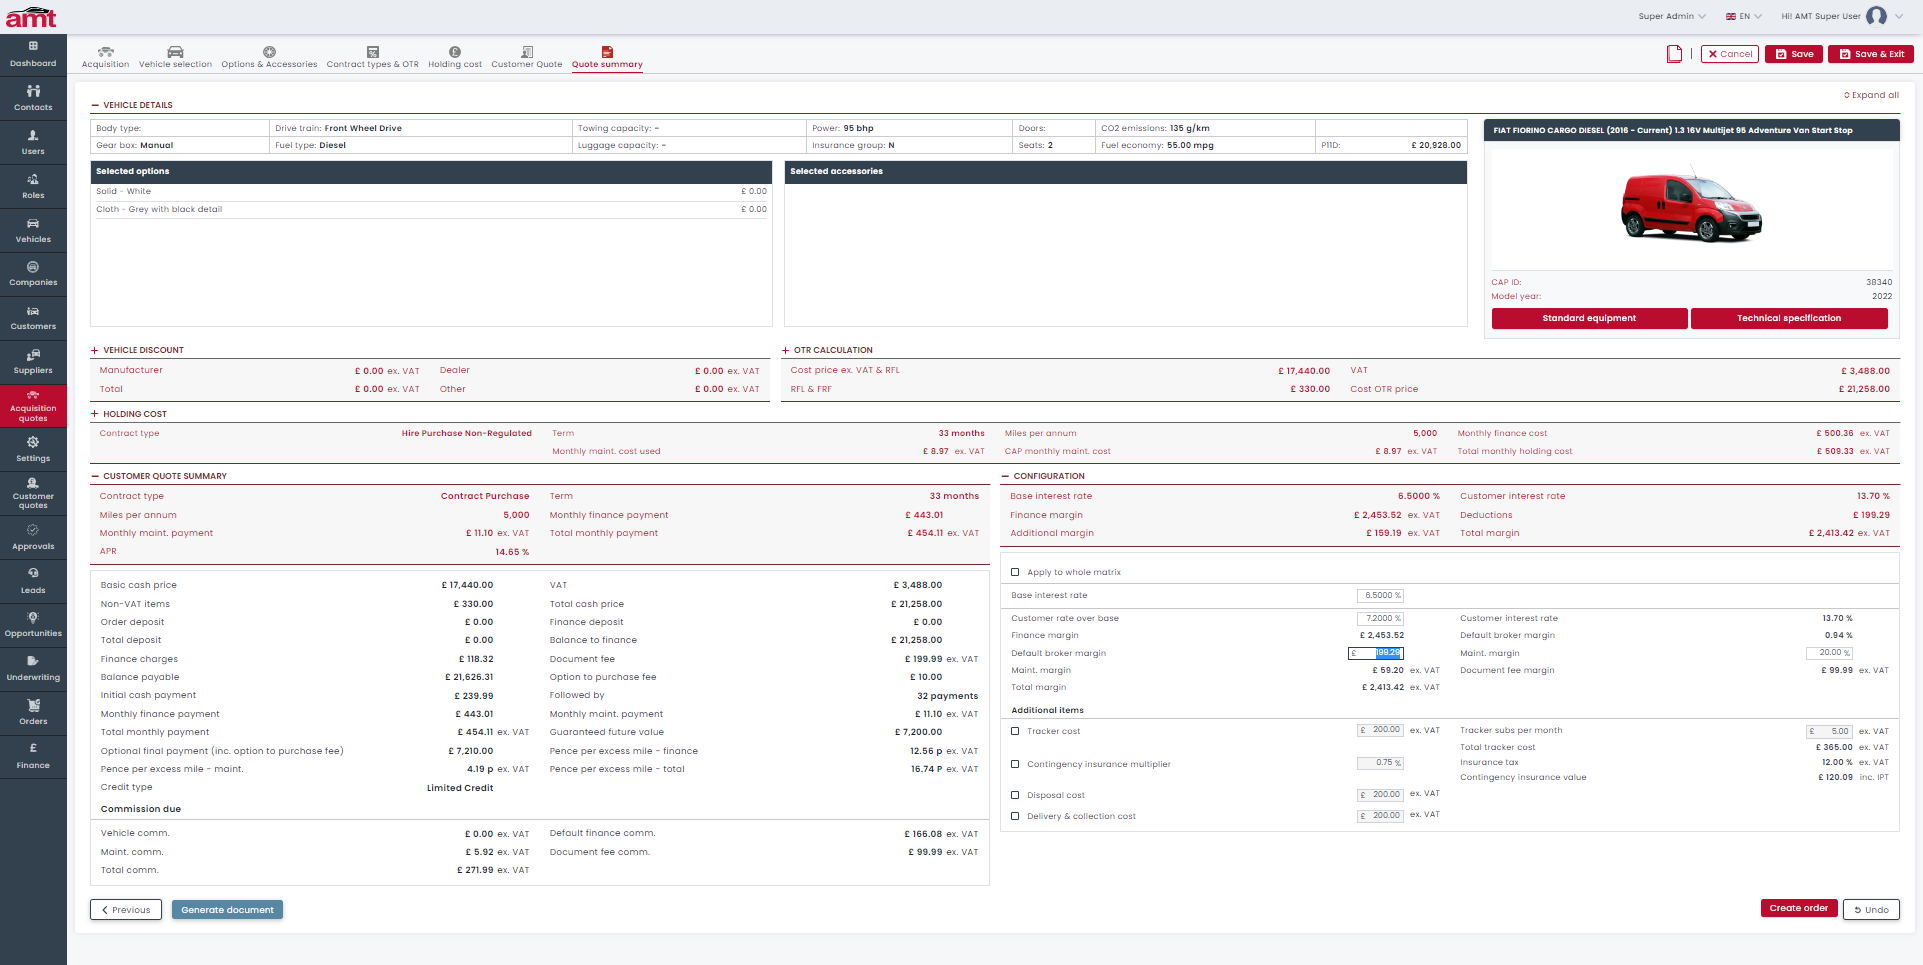 amt
Super Admin
EN
Hi! AMT Super User
Dashboard
Contacts
Users
Roles
Vehicles
Companies
Customers
Suppliers
Acquisition
quotes
Settings
Customer
quotes
Approvals
Leads
Opportunities
Underwriting
Orders
£
Finance
Acquisition
Vehicle selection
Options & Accessories
Contract types & OTR
Holding cost
Customer Quote
Quote summary
Cancel
Save
Save & Exit
Expand all
VEHICLE DETAILS
Body type: Drive train: Front Wheel Drive Towing capacity: - Power: 95 bhp Doors: CO2 emissions: 135 g/km
Gear box: Manual Fuel type: Diesel Luggage capacity: - Insurance group: N Seats: 2 Fuel economy: 55.00 mpg P11D: £ 20,928.00
Selected options
Solid - White £ 0.00
Cloth - Grey with black detail £ 0.00
Selected accessories
FIAT FIORINO CARGO DIESEL (2016 - Current) 1.3 16V Multijet 95 Adventure Van Start Stop
CAP ID: 38340
Model year: 2022
Standard equipment
Technical specification
VEHICLE DISCOUNT
Manufacturer £ 0.00 ex. VAT Dealer £ 0.00 ex. VAT
Total £ 0.00 ex. VAT Other £ 0.00 ex. VAT
OTR CALCULATION
Cost price ex. VAT & RFL £ 17,440.00 VAT £ 3,488.00
RFL & FRF £ 330.00 Cost OTR price £ 21,258.00
HOLDING COST
Contract type Hire Purchase Non-Regulated Term 33 months Miles per annum 5,000 Monthly finance cost £ 500.36 ex. VAT
Monthly maint. cost used £ 8.97 ex. VAT CAP monthly maint. cost £ 8.97 ex. VAT Total monthly holding cost £ 509.33 ex. VAT
CUSTOMER QUOTE SUMMARY
Contract type Contract Purchase Term 33 months
Miles per annum 5,000 Monthly finance payment £ 443.01
Monthly maint. payment £ 11.10 ex. VAT Total monthly payment £ 454.11 ex. VAT
APR 14.65 %
Basic cash price £ 17,440.00 VAT £ 3,488.00
Non-VAT items £ 330.00 Total cash price £ 21,258.00
Order deposit £ 0.00 Finance deposit £ 0.00
Total deposit £ 0.00 Balance to finance £ 21,258.00
Finance charges £ 118.32 Document fee £ 199.99 ex. VAT
Balance payable £ 21,626.31 Option to purchase fee £ 10.00
Initial cash payment £ 239.99 Followed by 32 payments
Monthly finance payment £ 443.01 Monthly maint. payment £ 11.10 ex. VAT
Total monthly payment £ 454.11 ex. VAT Guaranteed future value £ 7,200.00
Optional final payment (inc. option to purchase fee) £ 7,210.00 Pence per excess mile - finance 12.56 p ex. VAT
Pence per excess mile - maint. 4.19 p ex. VAT Pence per excess mile - total 16.74 P ex. VAT
Credit type Limited Credit
Commission due
Vehicle comm. £ 0.00 ex. VAT Default finance comm. £ 166.08 ex. VAT
Maint. comm. £ 5.92 ex. VAT Document fee comm. £ 99.99 ex. VAT
Total comm. £ 271.99 ex. VAT
CONFIGURATION
Base interest rate 6.5000 % Customer interest rate 13.70 %
Finance margin £ 2,453.52 ex. VAT Deductions £ 199.29
Additional margin £ 159.19 ex. VAT Total margin £ 2,413.42 ex. VAT
Apply to whole matrix
Base interest rate 6.5000 %
Customer rate over base 7.2000 % Customer interest rate 13.70 %
Finance margin £ 2,453.52 Default broker margin 0.94 %
Default broker margin £ 199.29 Maint. margin 20.00 %
Maint. margin £ 59.20 ex. VAT Document fee margin £ 99.99 ex. VAT
Total margin £ 2,413.42 ex. VAT
Additional items
Tracker cost £ 200.00 ex. VAT Tracker subs per month £ 5.00 ex. VAT
Total tracker cost £ 365.00 ex. VAT
Contingency insurance multiplier 0.75 % Insurance tax 12.00 % ex. VAT
Contingency insurance value £ 120.09 inc. IPT
Disposal cost £ 200.00 ex. VAT
Delivery & collection cost £ 200.00 ex. VAT
Previous
Generate document
Create order
Undo